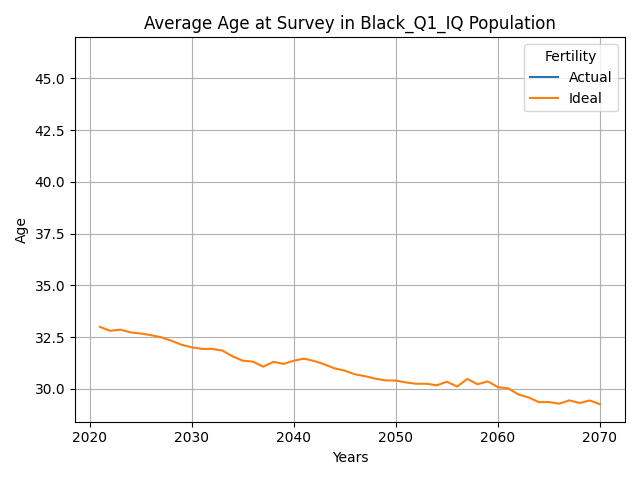 Average Age at Survey in Black_Q1_IQ Population
Fertility
Actual
Ideal
45.0
42.5
40.0
37.5
35.0
32.5
30.0
Age
2020 2030 2040 2050 2060 2070
Years